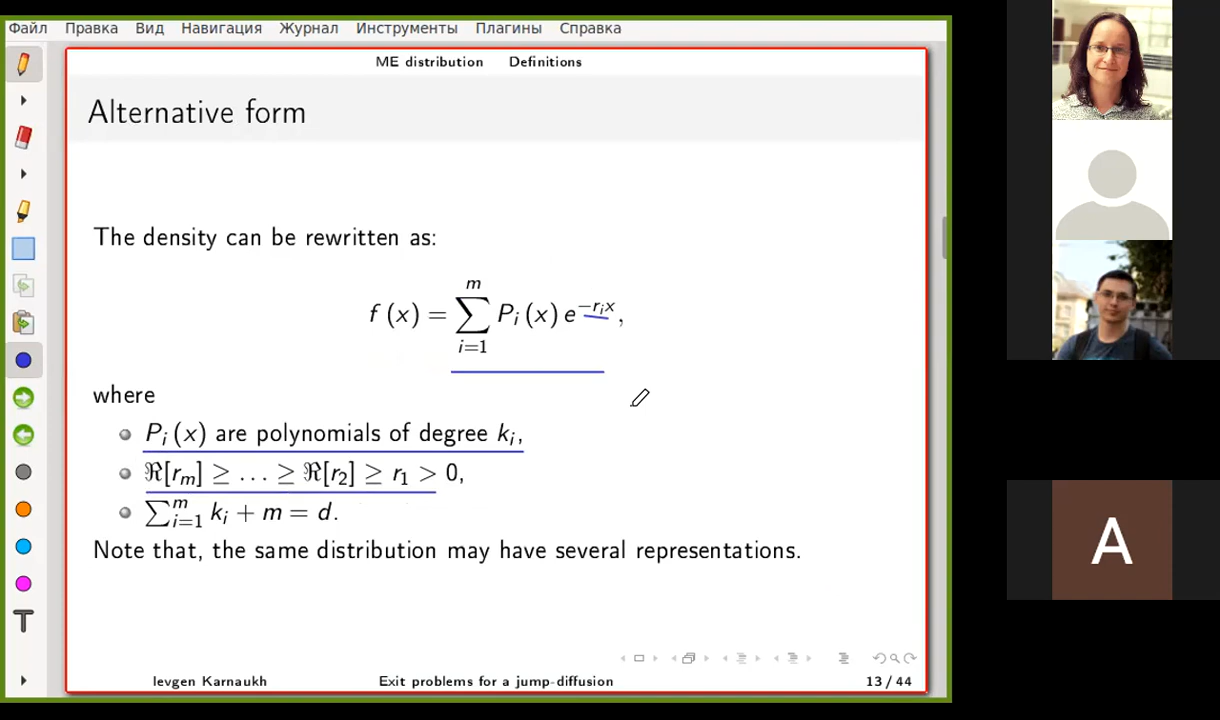 Файл Правка Вид Навигация Журнал Инструменты Плагины Справка
ME distribution Definitions
Alternative form
The density can be rewritten as:
f (x) = \sum_{i=1}^{m} P_i (x) e^{-r_i x},
where
P_i (x) are polynomials of degree k_i,
ℜ[r_m] ≥ … ≥ ℜ[r_2] ≥ r_1 > 0,
\sum_{i=1}^{m} k_i + m = d.
Note that, the same distribution may have several representations.
Ievgen Karnaukh Exit problems for a jump-diffusion 13 / 44
T
A